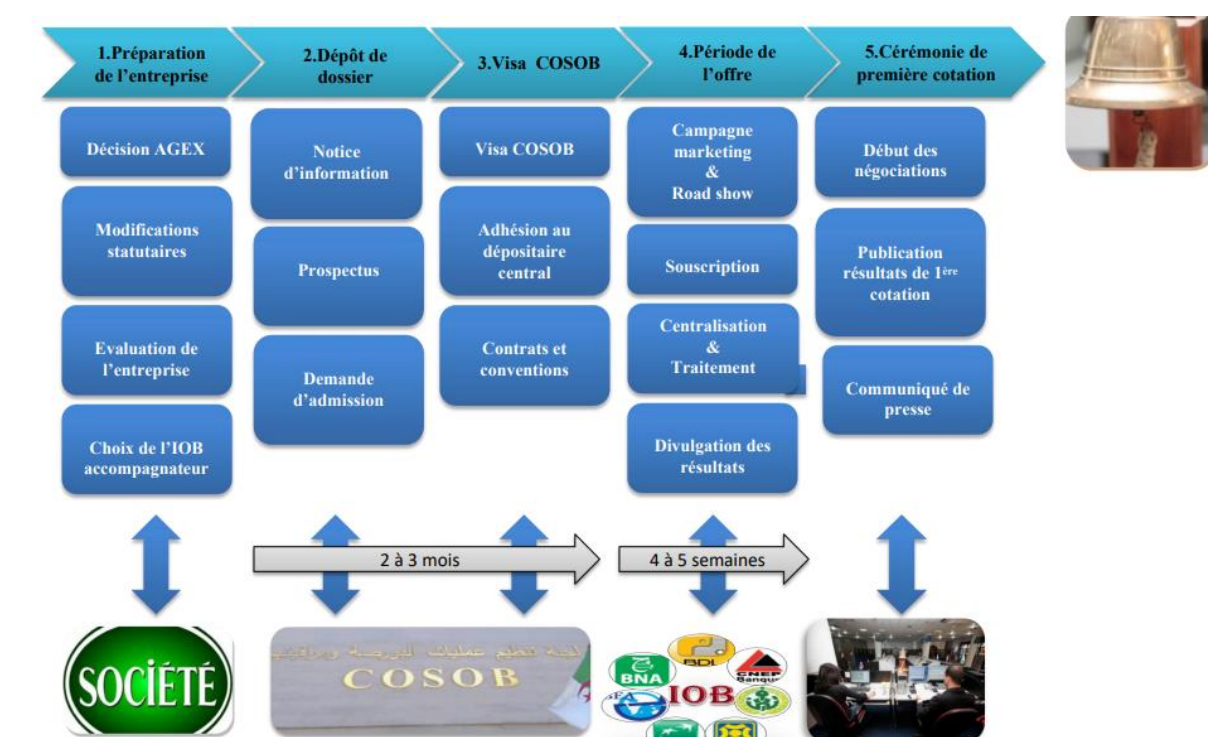 1.Préparation
de l'entreprise
2.Dépôt de
dossier
3.Visa COSOB
4.Période de
l'offre
5.Cérémonie de
première cotation
Décision AGEX
Modifications
statutaires
Evaluation de
l'entreprise
Choix de l'IOB
accompagnateur
Notice
d'information
Prospectus
Demande
d'admission
Visa COSOB
Adhésion au
dépositaire
central
Contrats et
conventions
Campagne
marketing
&
Road show
Souscription
Centralisation
&
Traitement
Divulgation des
résultats
Début des
négociations
Publication
résultats de 1ère
cotation
Communiqué de
presse
2 à 3 mois
4 à 5 semaines
SOCIÉTÉ
تنظيم عمليات البورصة ومراقبتها
COSOB
BDL
BNA
CNEP
Banque
IOB